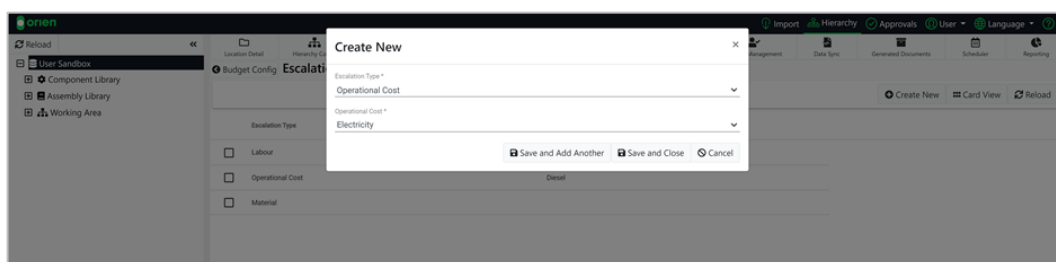 orien
Import Hierarchy Approvals User Language
Reload
Location Detail
Data Sync Generated Documents Scheduler Reporting
User Sandbox
Component Library
Assembly Library
Working Area
Budget Config
Create New Card View Reload
Escalation Type
Labour
Operational Cost Diesel
Material
Create New
Escalation Type *
Operational Cost
Operational Cost *
Electricity
Save and Add Another Save and Close Cancel